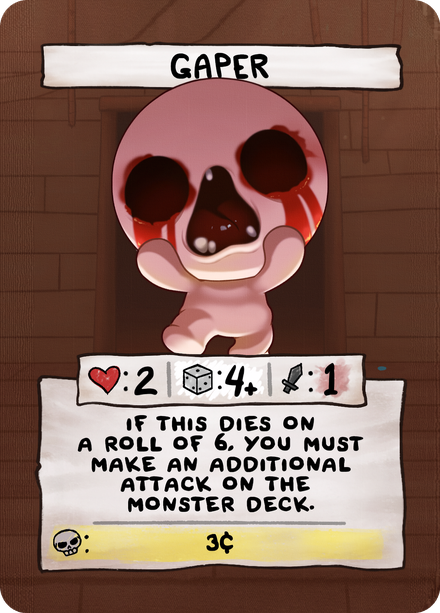 GAPER
:2 :4+ :1
IF THIS DIES ON
A ROLL OF 6, YOU MUST
MAKE AN ADDITIONAL
ATTACK ON THE
MONSTER DECK.
: 3¢